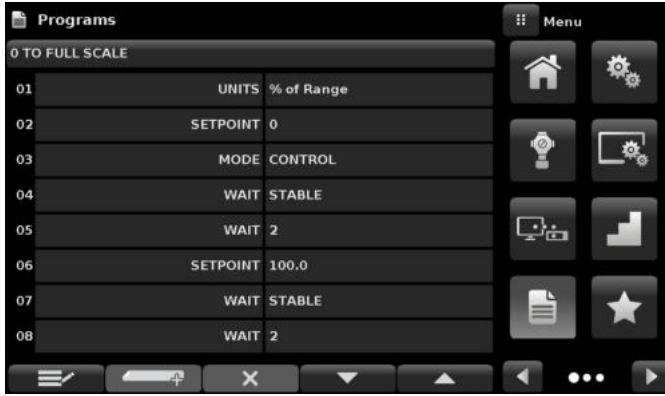 Programs
Menu
0 TO FULL SCALE
01 UNITS % of Range
02 SETPOINT 0
03 MODE CONTROL
04 WAIT STABLE
05 WAIT 2
06 SETPOINT 100.0
07 WAIT STABLE
08 WAIT 2